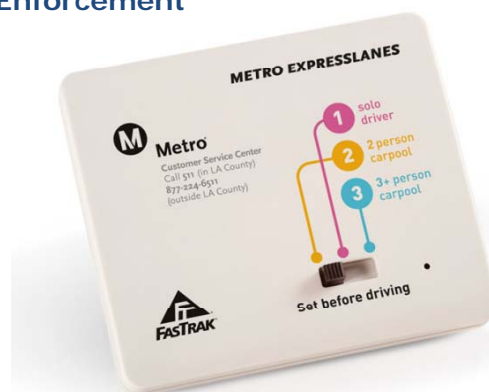 Enforcement
METRO EXPRESSLANES
M Metro
Customer Service Center
Call 511 (in LA County)
877-224-6511
(outside LA County)
1 solo
driver
2 2 person
carpool
3 3+ person
carpool
Set before driving
FT
FASTRAK